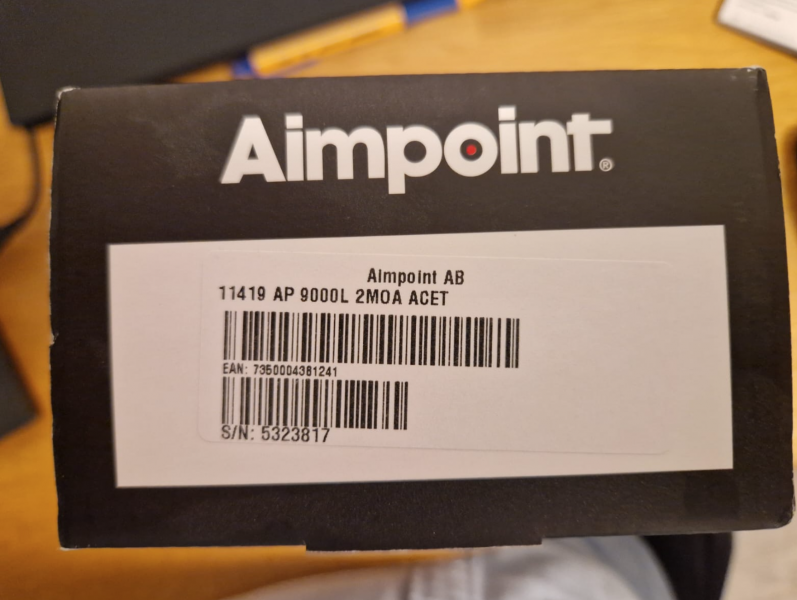 Aimpoint®
Aimpoint AB
11419 AP 9000L 2MOA ACET
EAN: 7350004381241
S/N: 5323817